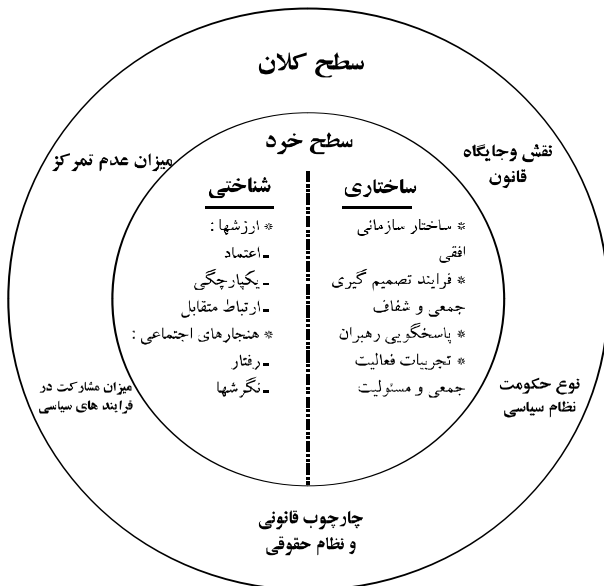 سطح کلان
نقش وجایگاه
قانون
میزان عدم تمرکز
سطح خرد
ساختاری
* ساختار سازمانی
افقی
* فرایند تصمیم گیری
جمعی و شفاف
* پاسخگویی رهبران
* تجربیات فعالیت
جمعی و مسئولیت
شناختی
* ارزشها :
- اعتماد
- یکپارچگی
- ارتباط متقابل
* هنجارهای اجتماعی :
- رفتار
- نگرشها
نوع حکومت
نظام سیاسی
میزان مشارکت در
فرایند های سیاسی
چارچوب قانونی
و نظام حقوقی